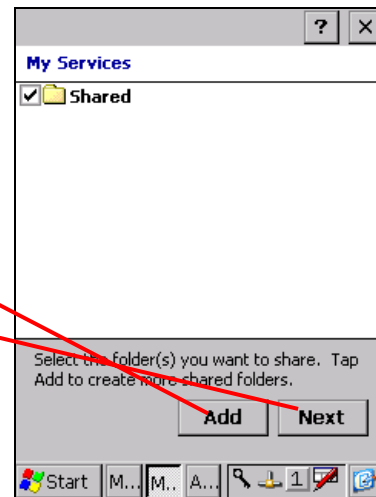 ? ×
My Services
Shared
Select the folder(s) you want to share. Tap
Add to create more shared folders.
Add Next
Start M... M.. A... 1